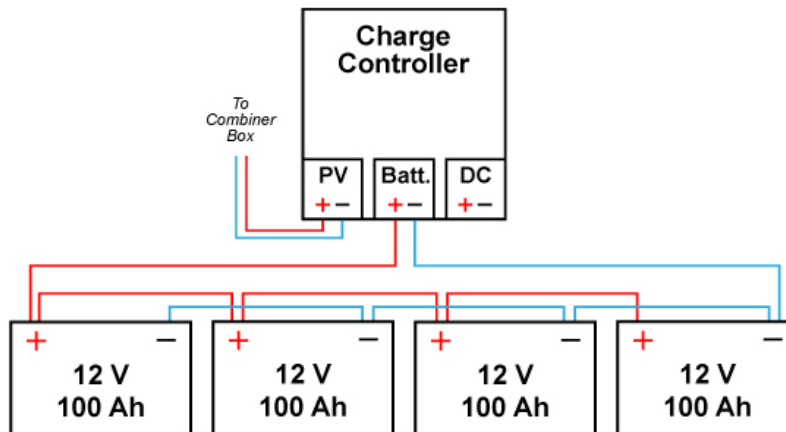 Charge
Controller
To
Combiner
Box
PV Batt. DC
+ − + − + −
+ − + − + − + −
12 V 12 V 12 V 12 V
100 Ah 100 Ah 100 Ah 100 Ah